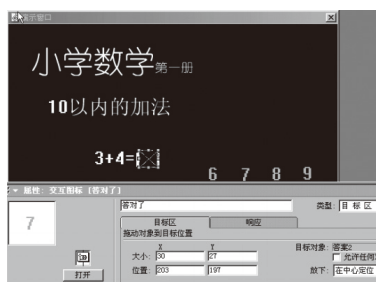 演示窗口
小学数学第一册
10以内的加法
3+4=
6 7 8 9
属性: 交互图标 [答对了]
7
答对了
类型: 目标区
目标区 响应
拖动对象到目标位置
X Y
大小: 30 27
位置: 203 197
目标对象: 答案2
允许任何
放下: 在中心定位
打开